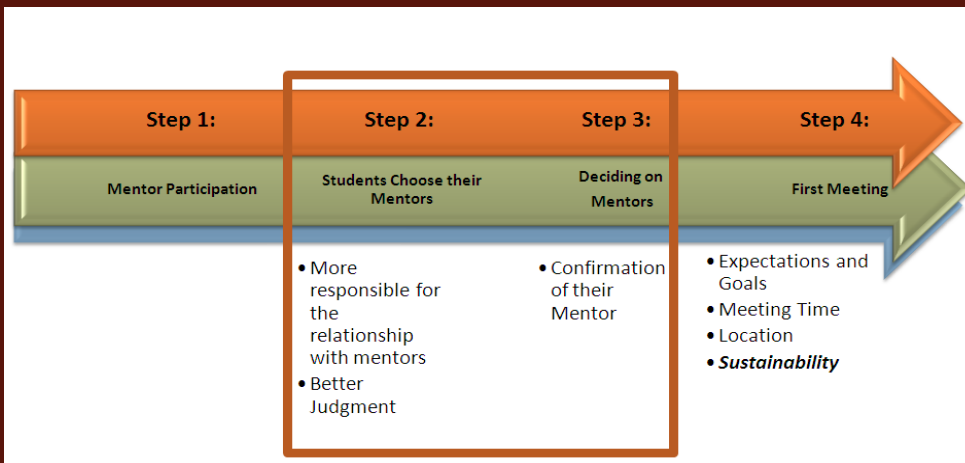 Step 1:
Step 2:
Step 3:
Step 4:
Mentor Participation
Students Choose their
Mentors
Deciding on
Mentors
First Meeting
• More
responsible for
the
relationship
with mentors
• Better
Judgment
• Confirmation
of their
Mentor
• Expectations and
Goals
• Meeting Time
• Location
• Sustainability